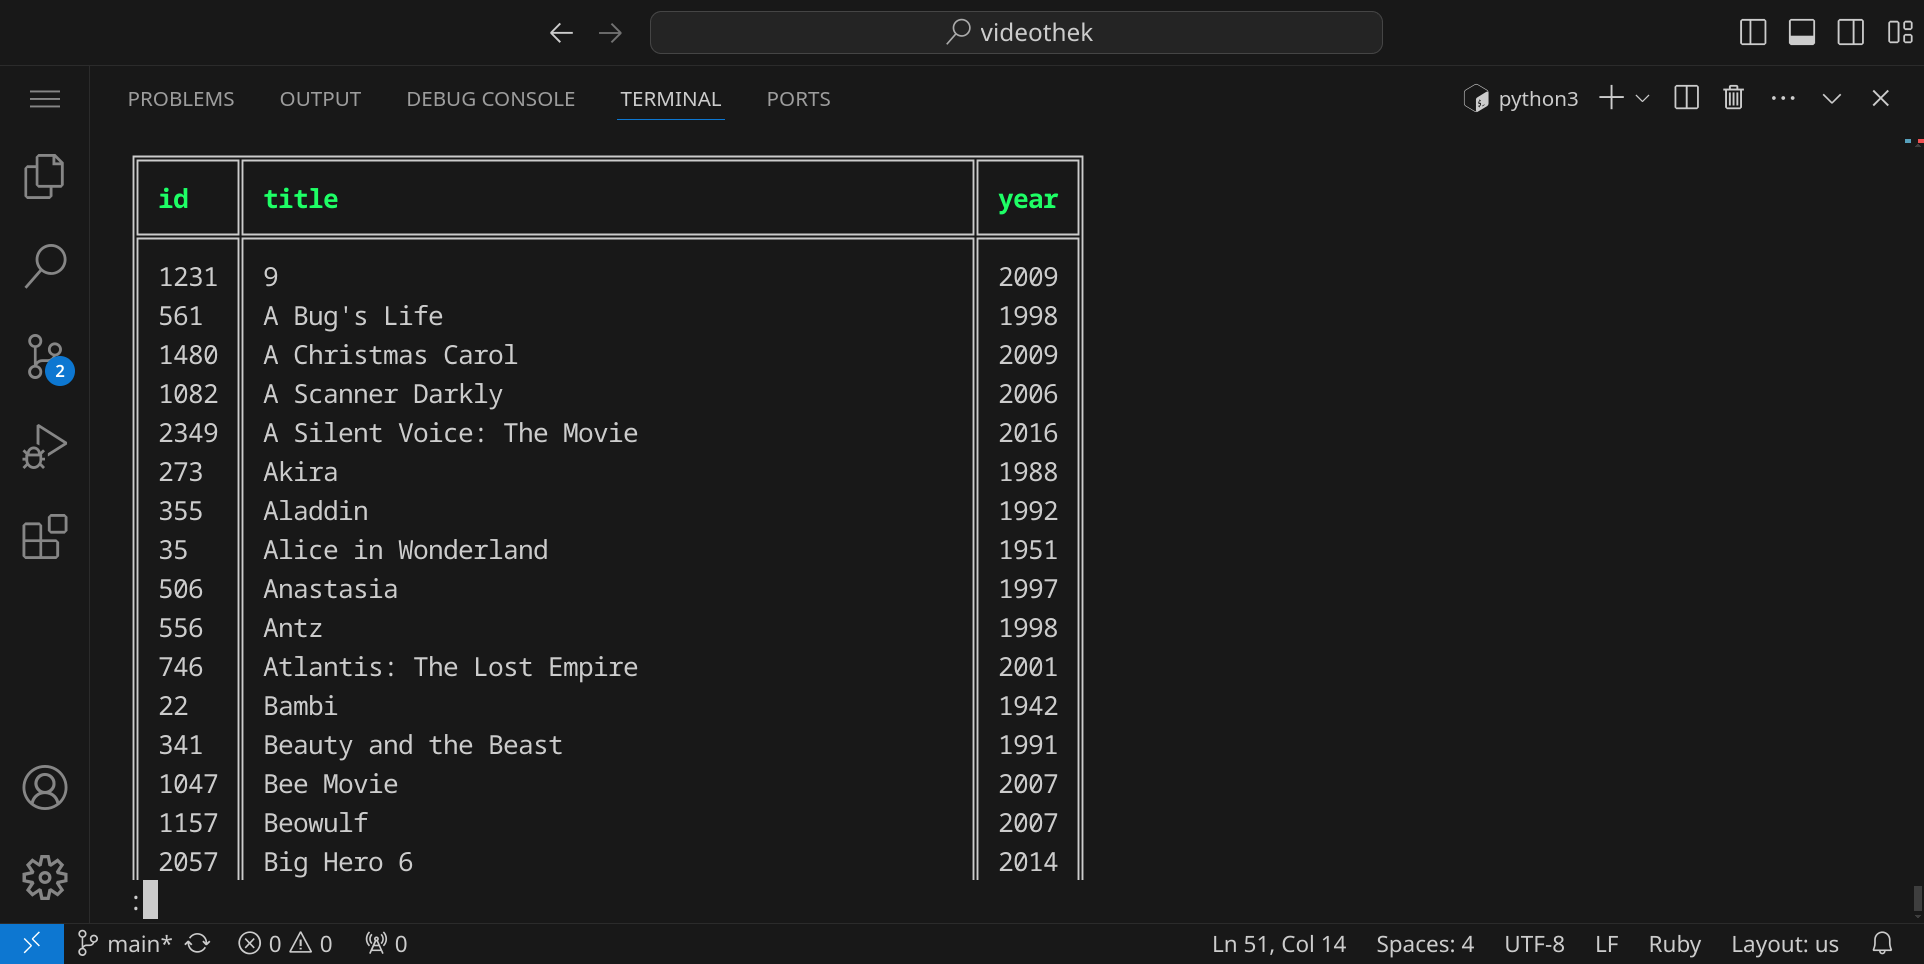 videothek
PROBLEMS OUTPUT DEBUG CONSOLE TERMINAL PORTS python3
id title year
1231 9 2009
561 A Bug's Life 1998
1480 A Christmas Carol 2009
1082 A Scanner Darkly 2006
2349 A Silent Voice: The Movie 2016
273 Akira 1988
355 Aladdin 1992
35 Alice in Wonderland 1951
506 Anastasia 1997
556 Antz 1998
746 Atlantis: The Lost Empire 2001
22 Bambi 1942
341 Beauty and the Beast 1991
1047 Bee Movie 2007
1157 Beowulf 2007
2057 Big Hero 6 2014
:
2
main* 0 0 0 Ln 51, Col 14 Spaces: 4 UTF-8 LF Ruby Layout: us